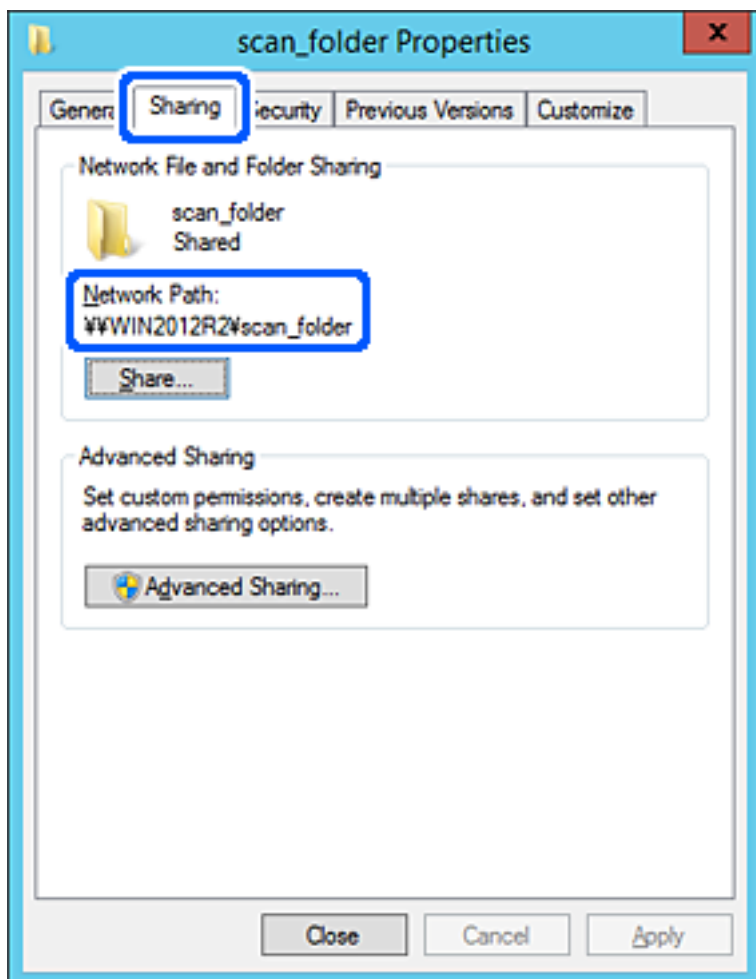 scan_folder Properties
x
Sharing
Previous Versions
Customize
Network File and Folder Sharing
scan_folder
Shared
Network Path:
¥¥WIN2012R2¥scan_folder
Share...
Advanced Sharing
Set custom permissions, create multiple shares, and set other
advanced sharing options.
Advanced Sharing...
Close
Cancel
Apply